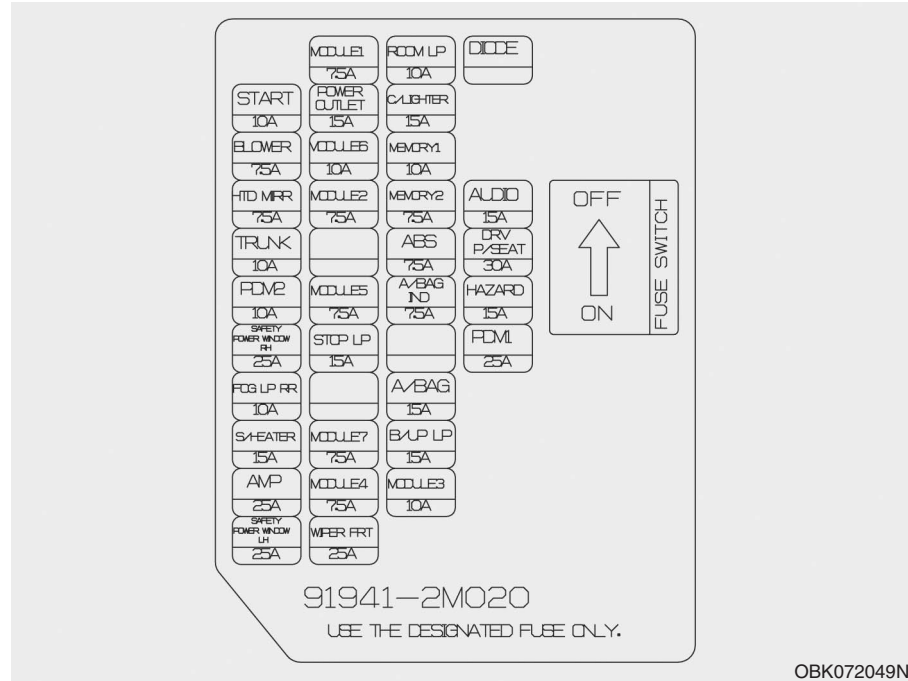 MODULE1 ROOM LP DIODE
7.5A 10A
START POWER OUTLET C/LIGHTER
10A 15A 15A
BLOWER MODULE6 MEMORY1
7.5A 10A 10A
HTD MIRR MODULE2 MEMORY2 AUDIO
7.5A 7.5A 7.5A 15A
TRUNK ABS DRV P/SEAT
10A 7.5A 30A
PDM2 MODULE5 A/BAG IND HAZARD
10A 7.5A 7.5A 15A
SAFETY POWER WINDOW RH STOP LP PDM1
25A 15A 25A
FOG LP RR A/BAG
10A 15A
S/HEATER MODULE7 B/UP LP
15A 7.5A 15A
AMP MODULE4 MODULE3
25A 7.5A 10A
SAFETY POWER WINDOW LH WIPER FRT
25A 25A
OFF
ON
FUSE SWITCH
91941-2M020
USE THE DESIGNATED FUSE ONLY.
OBK072049N